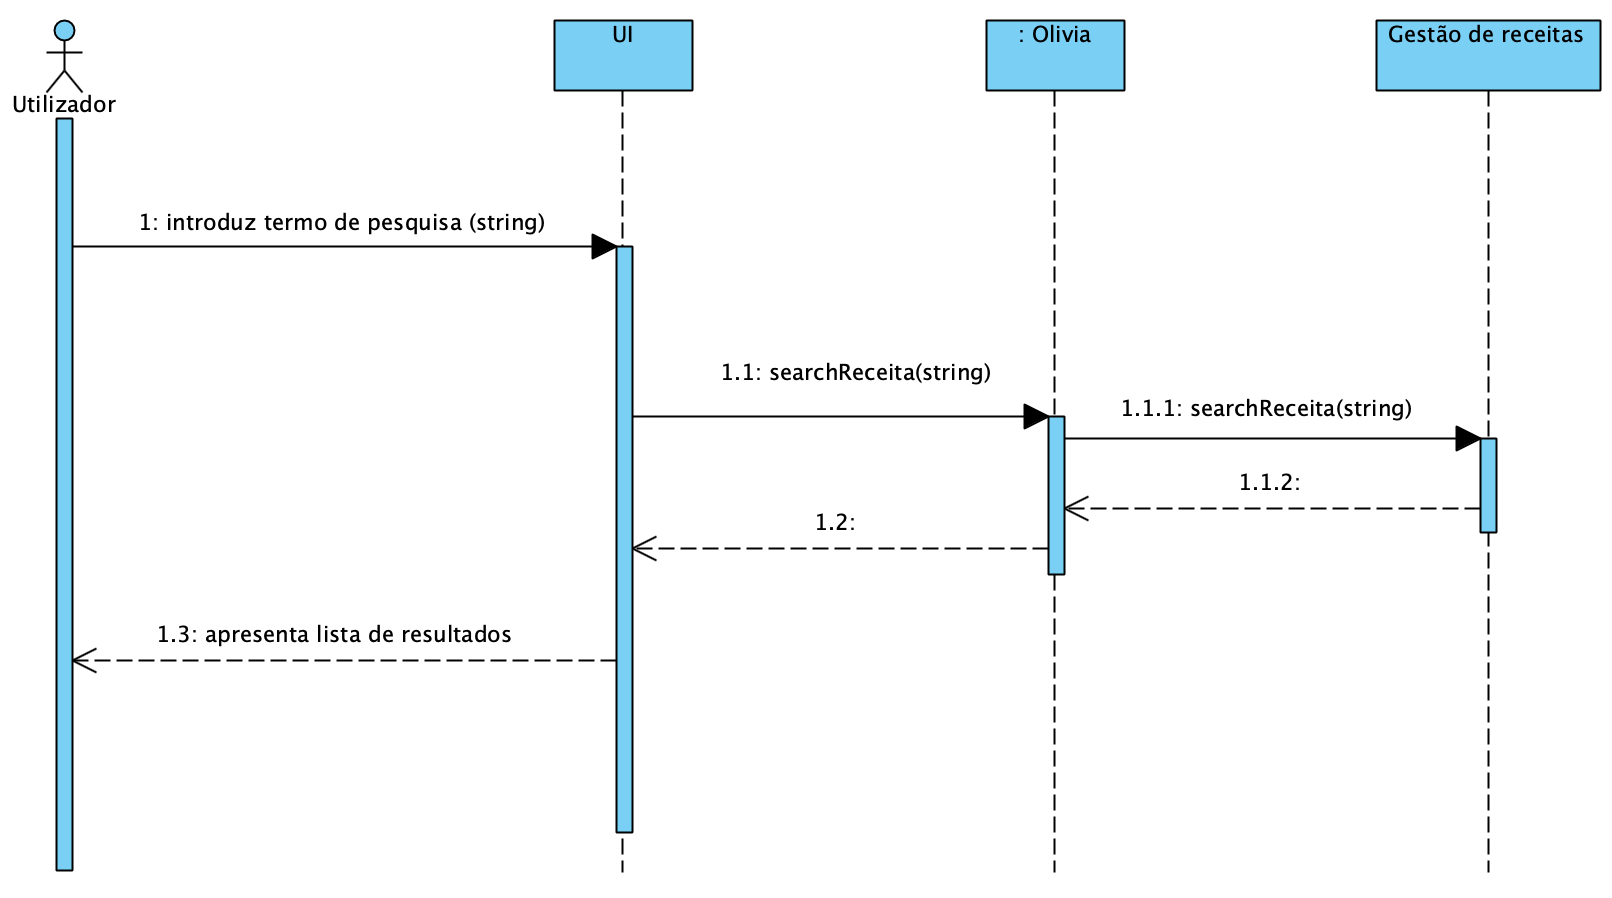 Utilizador
UI
: Olivia
Gestão de receitas
1: introduz termo de pesquisa (string)
1.1: searchReceita(string)
1.1.1: searchReceita(string)
1.1.2:
1.2:
1.3: apresenta lista de resultados